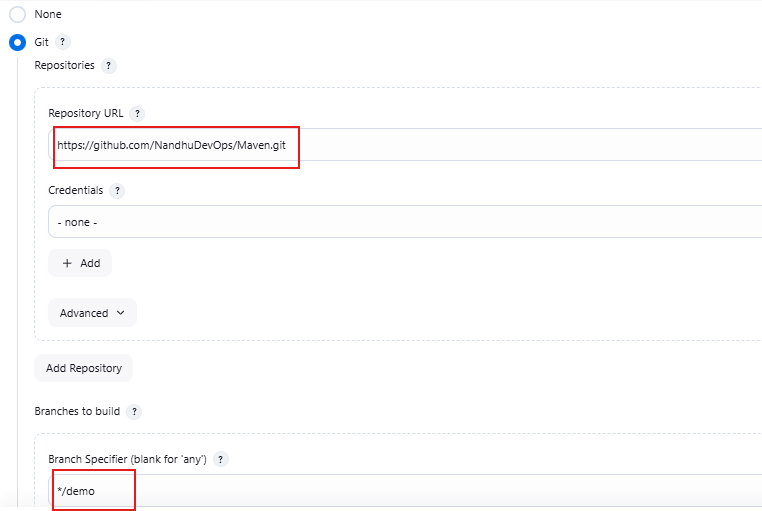 None
Git ?
Repositories ?
Repository URL ?
https://github.com/NandhuDevOps/Maven.git
Credentials ?
- none -
+ Add
Advanced
Add Repository
Branches to build ?
Branch Specifier (blank for 'any') ?
*/demo